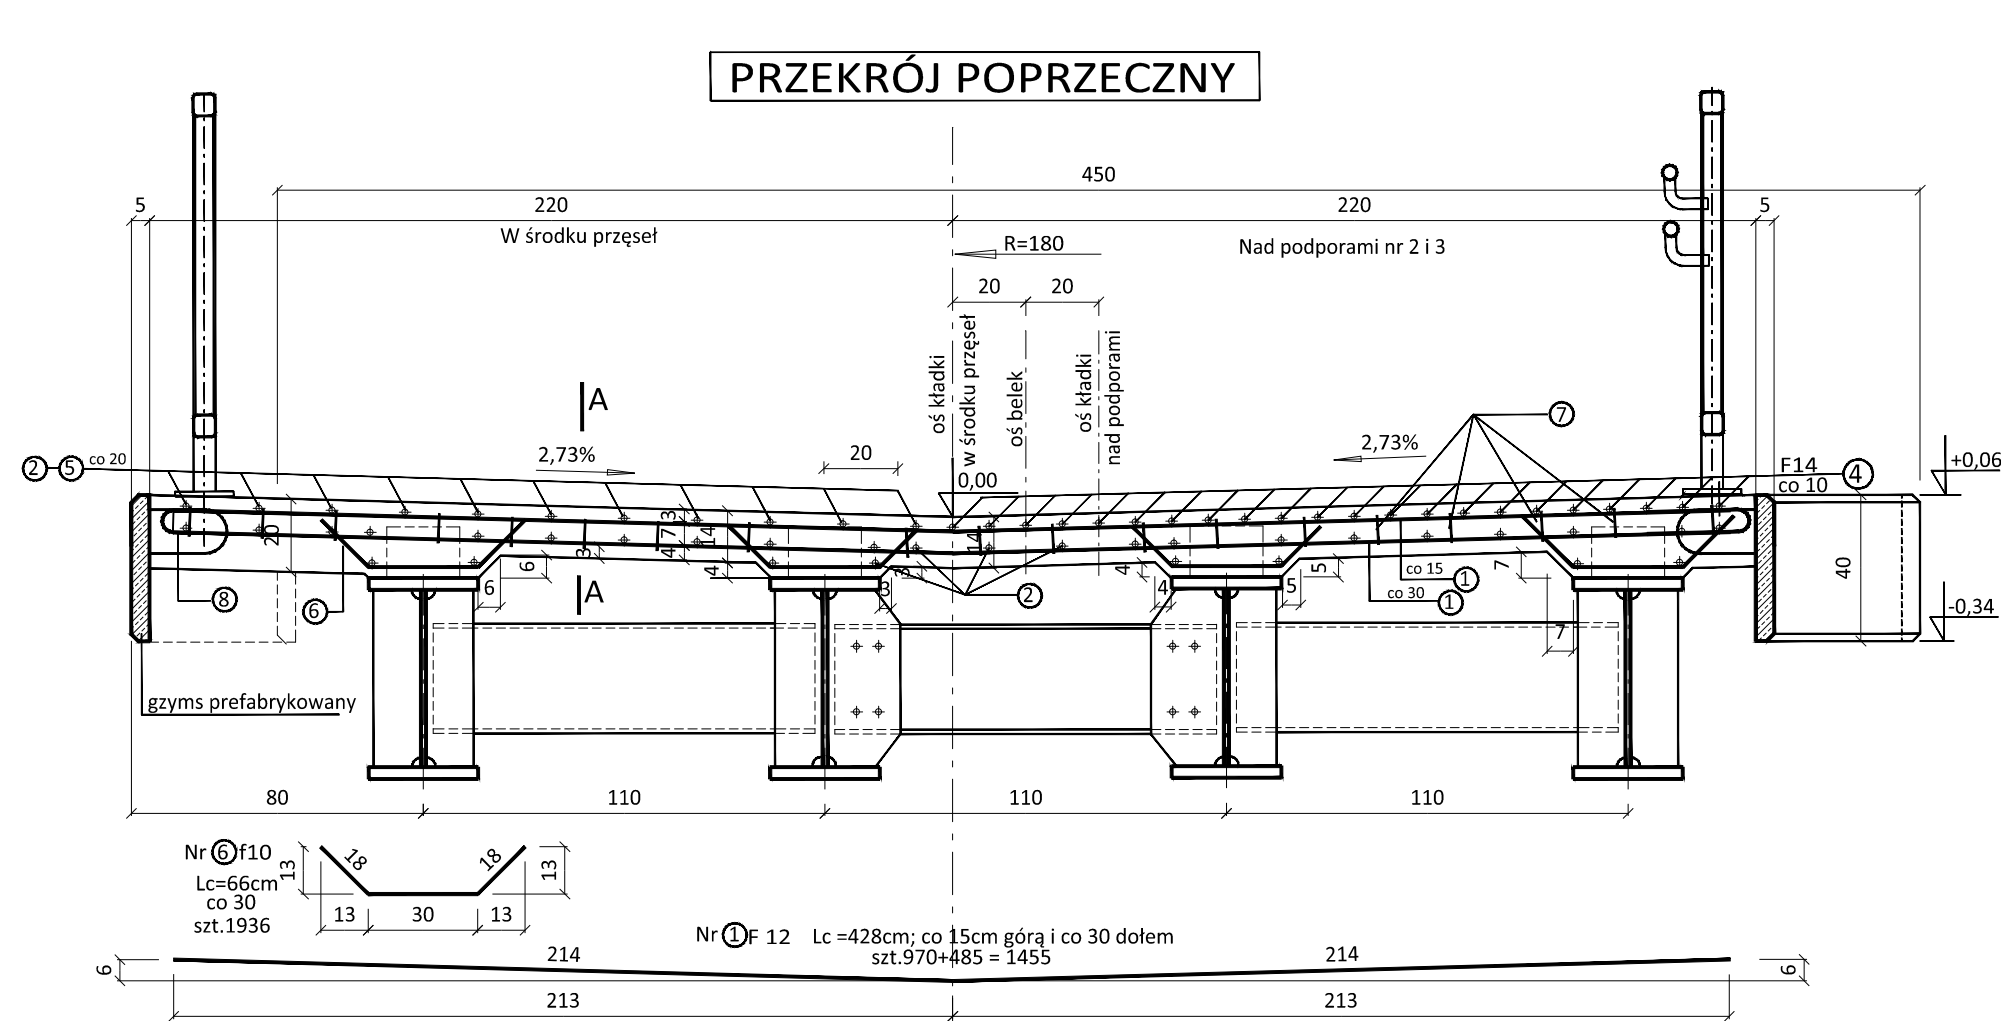 PRZEKRÓJ POPRZECZNY
450
5
220
220
5
W środku przęseł
Nad podporami nr 2 i 3
R=180
20
20
oś kładki
w środku przęseł
oś belek
oś kładki
nad podporami
A
7
2,73%
20
2,73%
2
5
co 20
0,00
F14
co 10
4
+0,06
20
3
7
4
14
4
3
14
3
6
6
3
4
4
5
5
7
7
40
co 15
1
co 30
1
8
6
A
2
-0,34
gzyms prefabrykowany
80
110
110
110
Nr 6 f10
Lc=66cm
co 30
szt.1936
13
18
18
13
13
30
13
Nr 1 F 12 Lc =428cm; co 15cm górą i co 30 dołem
szt.970+485 = 1455
6
214
214
6
213
213